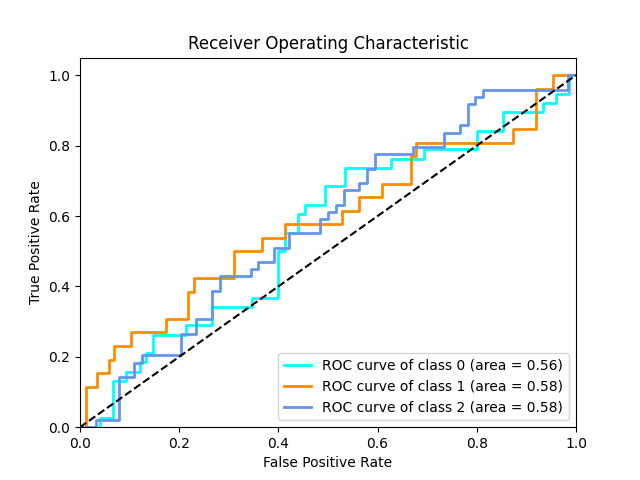 Receiver Operating Characteristic
True Positive Rate
1.0
0.8
0.6
0.4
0.2
0.0
ROC curve of class 0 (area = 0.56)
ROC curve of class 1 (area = 0.58)
ROC curve of class 2 (area = 0.58)
0.0 0.2 0.4 0.6 0.8 1.0
False Positive Rate